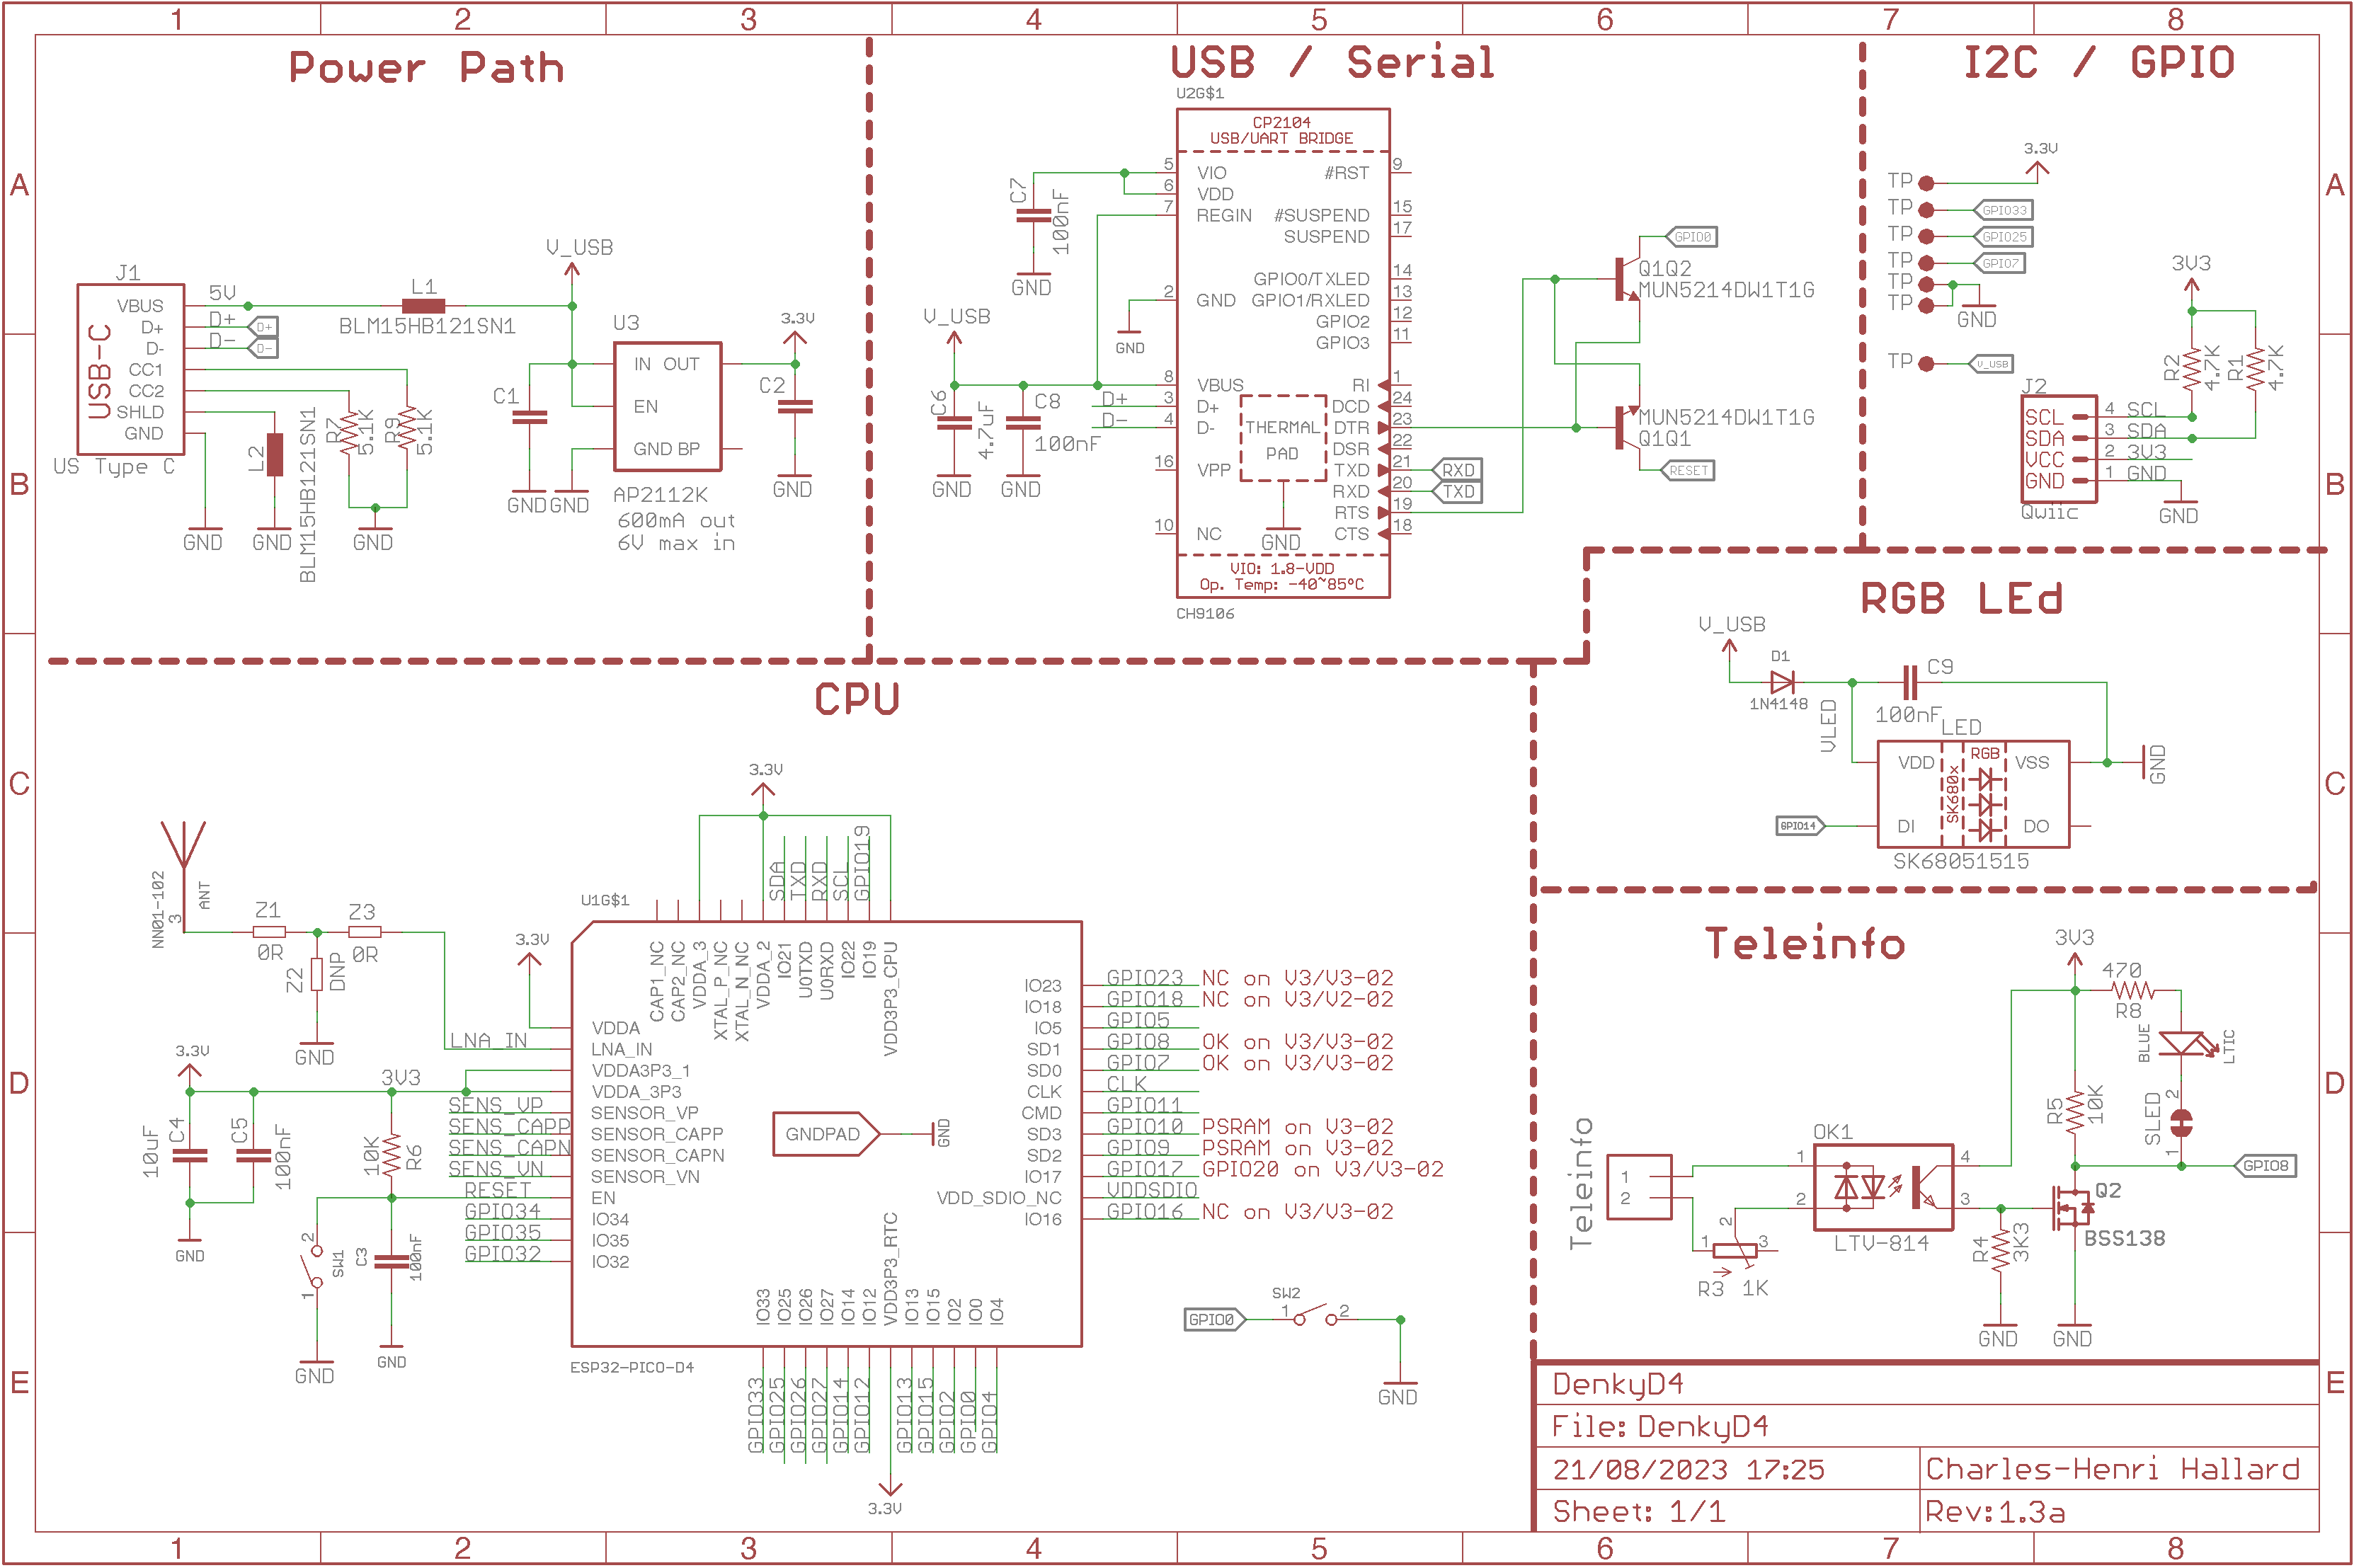 1 2 3 4 5 6 7 8
A
B
C
D
E
Power Path
J1
USB-C
VBUS
D+
D-
CC1
CC2
SHLD
GND
US Type C
5V
D+
D-
D+
D-
L1
BLM15HB121SN1
V_USB
L2
BLM15HB121SN1
R7
5.1K
R9
5.1K
GND
GND
GND
C1
GND
GND
U3
IN OUT
EN
GND BP
AP2112K
600mA out
6V max in
3.3V
C2
GND
USB / Serial
U2G$1
CP2104
USB/UART BRIDGE
5 VIO
6 VDD
7 REGIN
2 GND
8 VBUS
3 D+
4 D-
16 VPP
10 NC
#RST 9
#SUSPEND 15
SUSPEND 17
GPIO0/TXLED 14
GPIO1/RXLED 13
GPIO2 12
GPIO3 11
RI 1
DCD 24
DTR 23
DSR 22
TXD 21
RXD 20
RTS 19
CTS 18
THERMAL
PAD
GND
VIO: 1.8-VDD
Op. Temp: -40~85°C
CH9106
C7
100nF
GND
GND
V_USB
C6
4.7uF
C8
100nF
GND
GND
D+
D-
RXD
TXD
GPIO0
Q1Q2
MUN5214DW1T1G
MUN5214DW1T1G
Q1Q1
RESET
I2C / GPIO
3.3V
TP
TP GPIO33
TP GPIO25
TP GPIO7
TP
TP
GND
TP V_USB
3V3
R2
4.7K
R1
4.7K
J2
SCL 4 SCL
SDA 3 SDA
VCC 2 3V3
GND 1 GND
Qwiic
GND
RGB LEd
V_USB
D1
1N4148
VLED
C9
100nF
LED
VDD
VSS
DI
DO
SK680x
RGB
SK68051515
GPIO14
GND
CPU
NN01-102
3
ANT
Z1
0R
Z3
0R
Z2
DNP
GND
3.3V
LNA_IN
3.3V
3V3
10uF
C4
C5
100nF
GND
10K
R6
SENS_VP
SENS_CAPP
SENS_CAPN
SENS_VN
RESET
GPIO34
GPIO35
GPIO32
2
1
SW1
GND
C3
100nF
GND
U1G$1
3.3V
SDA
TXD
RXD
SCL
GPIO19
CAP1_NC
CAP2_NC
VDDA_3
XTAL_P_NC
XTAL_N_NC
VDDA_2
IO21
U0TXD
U0RXD
IO22
IO19
VDD3P3_CPU
VDDA
LNA_IN
VDDA3P3_1
VDDA_3P3
SENSOR_VP
SENSOR_CAPP
SENSOR_CAPN
SENSOR_VN
EN
IO34
IO35
IO32
GNDPAD
GND
IO23 GPIO23 NC on V3/V3-02
IO18 GPIO18 NC on V3/V2-02
IO5 GPIO5
SD1 GPIO8 OK on V3/V3-02
SD0 GPIO7 OK on V3/V3-02
CLK CLK
CMD GPIO11
SD3 GPIO10 PSRAM on V3-02
SD2 GPIO9 PSRAM on V3-02
IO17 GPIO17 GPIO20 on V3/V3-02
VDD_SDIO_NC VDDSDIO
IO16 GPIO16 NC on V3/V3-02
IO33
IO25
IO26
IO27
IO14
IO12
VDD3P3_RTC
IO13
IO15
IO2
IO0
IO4
ESP32-PICO-D4
GPIO33
GPIO25
GPIO26
GPIO27
GPIO14
GPIO12
GPIO13
GPIO15
GPIO2
GPIO0
GPIO4
3.3V
GPIO0
SW2
1 2
GND
Teleinfo
3V3
470
R8
BLUE
LTIC
R5
10K
SLED
2
1
GPIO8
Teleinfo
1
2
OK1
1
2
4
3
LTV-814
1 2 3
R3 1K
R4
3K3
Q2
BSS138
GND
GND
DenkyD4
File: DenkyD4
21/08/2023 17:25
Charles-Henri Hallard
Sheet: 1/1
Rev:1.3a
A
B
C
D
E
1 2 3 4 5 6 7 8